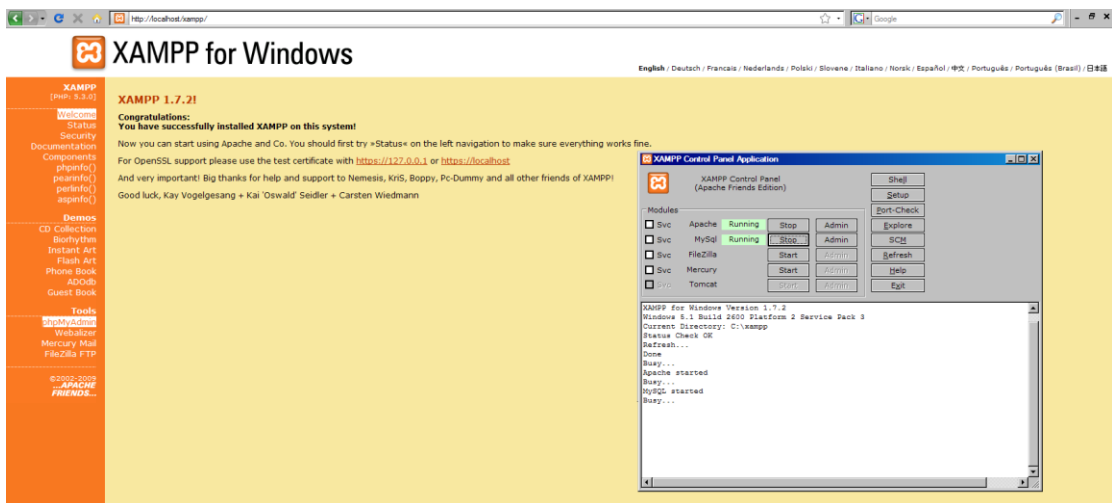 http://localhost/xampp/
Google
XAMPP for Windows
English / Deutsch / Francais / Nederlands / Polski / Slovene / Italiano / Norsk / Español / 中文 / Português / Português (Brasil) / 日本語
XAMPP
[PHP: 5.3.0]
Welcome
Status
Security
Documentation
Components
phpinfo()
pearinfo()
perlinfo()
aspinfo()
Demos
CD Collection
Biorhythm
Instant Art
Flash Art
Phone Book
ADOdb
Guest Book
Tools
phpMyAdmin
Webalizer
Mercury Mail
FileZilla FTP
©2002-2009
...APACHE
FRIENDS...
XAMPP 1.7.2!
Congratulations:
You have successfully installed XAMPP on this system!
Now you can start using Apache and Co. You should first try »Status« on the left navigation to make sure everything works fine.
For OpenSSL support please use the test certificate with https://127.0.0.1 or https://localhost
And very important! Big thanks for help and support to Nemesis, KriS, Boppy, Pc-Dummy and all other friends of XAMPP!
Good luck, Kay Vogelgesang + Kai 'Oswald' Seidler + Carsten Wiedmann
XAMPP Control Panel Application
XAMPP Control Panel
(Apache Friends Edition)
Shell
Setup
Modules
Port-Check
Svc Apache Running Stop Admin Explore
Svc MySql Running Stop Admin SCM
Svc FileZilla Start Admin Refresh
Svc Mercury Start Admin Help
Svc Tomcat Start Admin Exit
XAMPP for Windows Version 1.7.2
Windows 5.1 Build 2600 Platform 2 Service Pack 3
Current Directory: C:\xampp
Status Check OK
Refresh...
Done
Busy...
Apache started
Busy...
MySQL started
Busy...